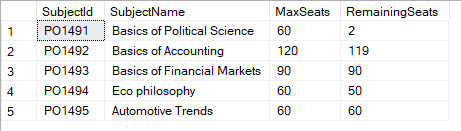 SubjectId SubjectName MaxSeats RemainingSeats
1 PO1491 Basics of Political Science 60 2
2 PO1492 Basics of Accounting 120 119
3 PO1493 Basics of Financial Markets 90 90
4 PO1494 Eco philosophy 60 50
5 PO1495 Automotive Trends 60 60